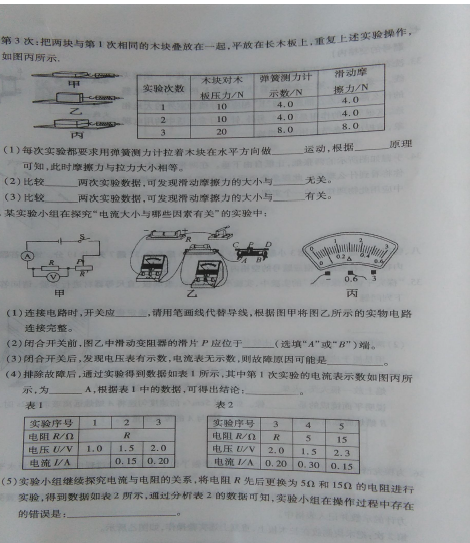 第3次:把两块与第1次相同的木块叠放在一起,平放在长木板上,重复上述实验操作,
如图丙所示.
甲
乙
丙
实验次数 木块对木板压力/N 弹簧测力计示数/N 滑动摩擦力/N
1 10 4.0 4.0
2 10 4.0 4.0
3 20 8.0 8.0
(1)每次实验都要求用弹簧测力计拉着木块在水平方向做______运动,根据______原理
可知,此时摩擦力与拉力大小相等。
(2)比较______两次实验数据,可发现滑动摩擦力的大小与______无关。
(3)比较______两次实验数据,可发现滑动摩擦力的大小与______有关。
某实验小组在探究“电流大小与哪些因素有关”的实验中:
S A R P V R'
甲
R C P D A B
乙
0 1 2 3
0 0.2 0.4 0.6
A
- 0.6 3
丙
(1)连接电路时,开关应______,请用笔画线代替导线,根据图甲将图乙所示的实物电路
连接完整。
(2)闭合开关前,图乙中滑动变阻器的滑片P应位于______(选填“A”或“B”)端。
(3)闭合开关后,发现电压表有示数,电流表无示数,则故障原因可能是______。
(4)排除故障后,通过实验得到数据如表1所示,其中第1次实验的电流表示数如图丙所
示,为______A,根据表1中的数据,可得出结论:______。
表1 表2
实验序号 1 2 3
电阻R/Ω R
电压U/V 1.0 1.5 2.0
电流I/A 0.15 0.20
实验序号 3 4 5
电阻R/Ω R 5 15
电压U/V 2.0 1.5 2.3
电流I/A 0.20 0.30 0.15
(5)实验小组继续探究电流与电阻的关系,将电阻R先后更换为5Ω和15Ω的电阻进行
实验,得到数据如表2所示,通过分析表2的数据可知,实验小组在操作过程中存在
的错误是:______。